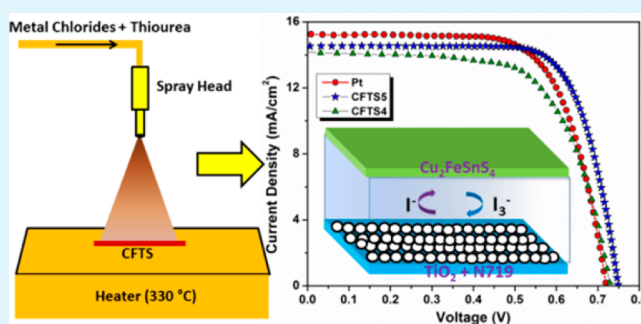 Metal Chlorides + Thiourea
Spray Head
CFTS
Heater (330 °C)
Current Density (mA/cm²)
16
12
8
4
0
Pt
CFTS5
CFTS4
Cu₂FeSnS₄
I⁻
I₃⁻
TiO₂ + N719
0.0 0.1 0.2 0.3 0.4 0.5 0.6 0.7 0.8
Voltage (V)